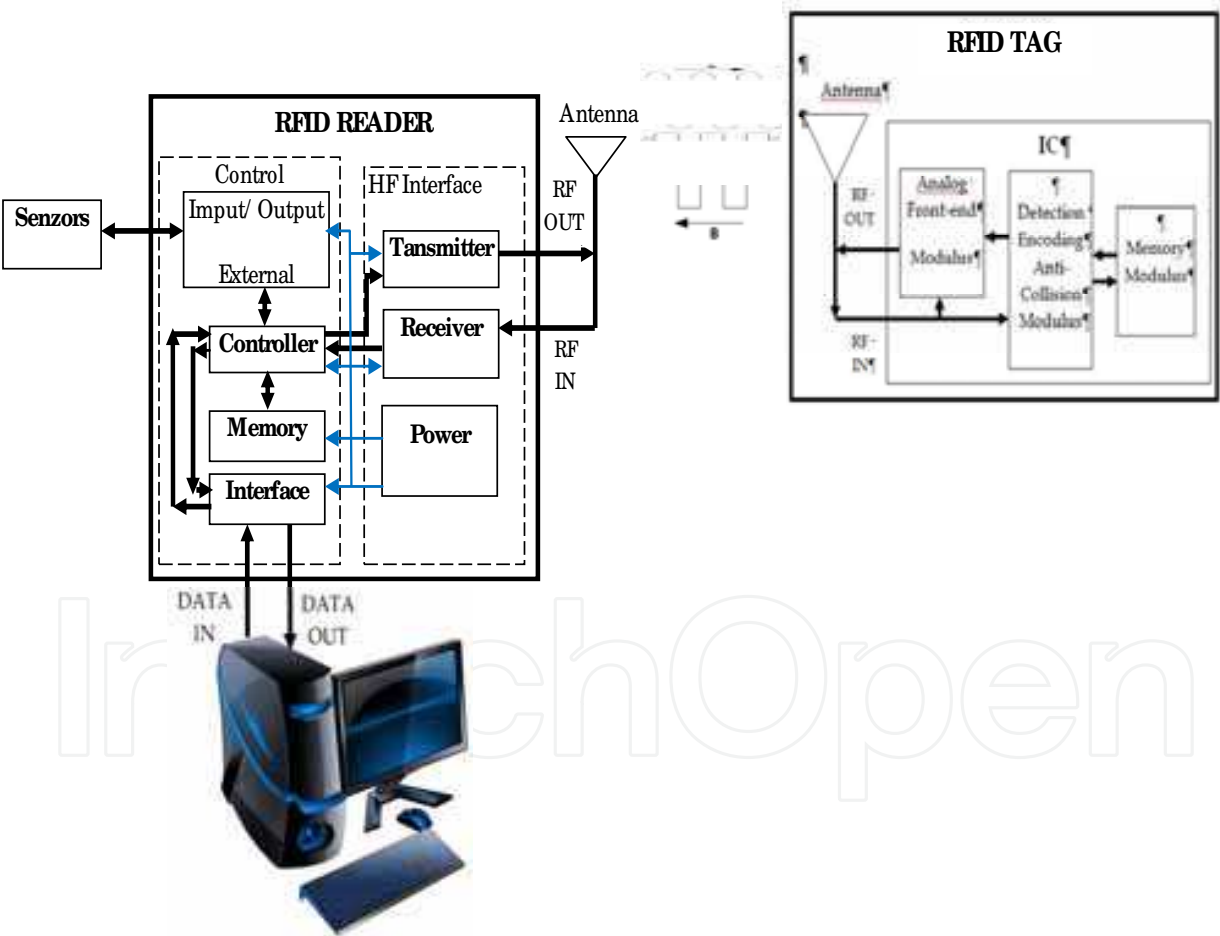 RFID READER
Control
Imput/ Output
External
Controller
Memory
Interface
HF Interface
Tansmitter
Receiver
Power
Senzors
Antenna
RF
OUT
RF
IN
DATA
IN
DATA
OUT
B
RFID TAG
¶
Antenna¶
¶
RF-
OUT
RF-
IN¶
IC¶
Analog
Front-end¶
Modulus¶
¶
Detection
Encoding¶
Anti-
Collision
Modulus¶
¶
Memory¶
Modulus¶
InTechOpen